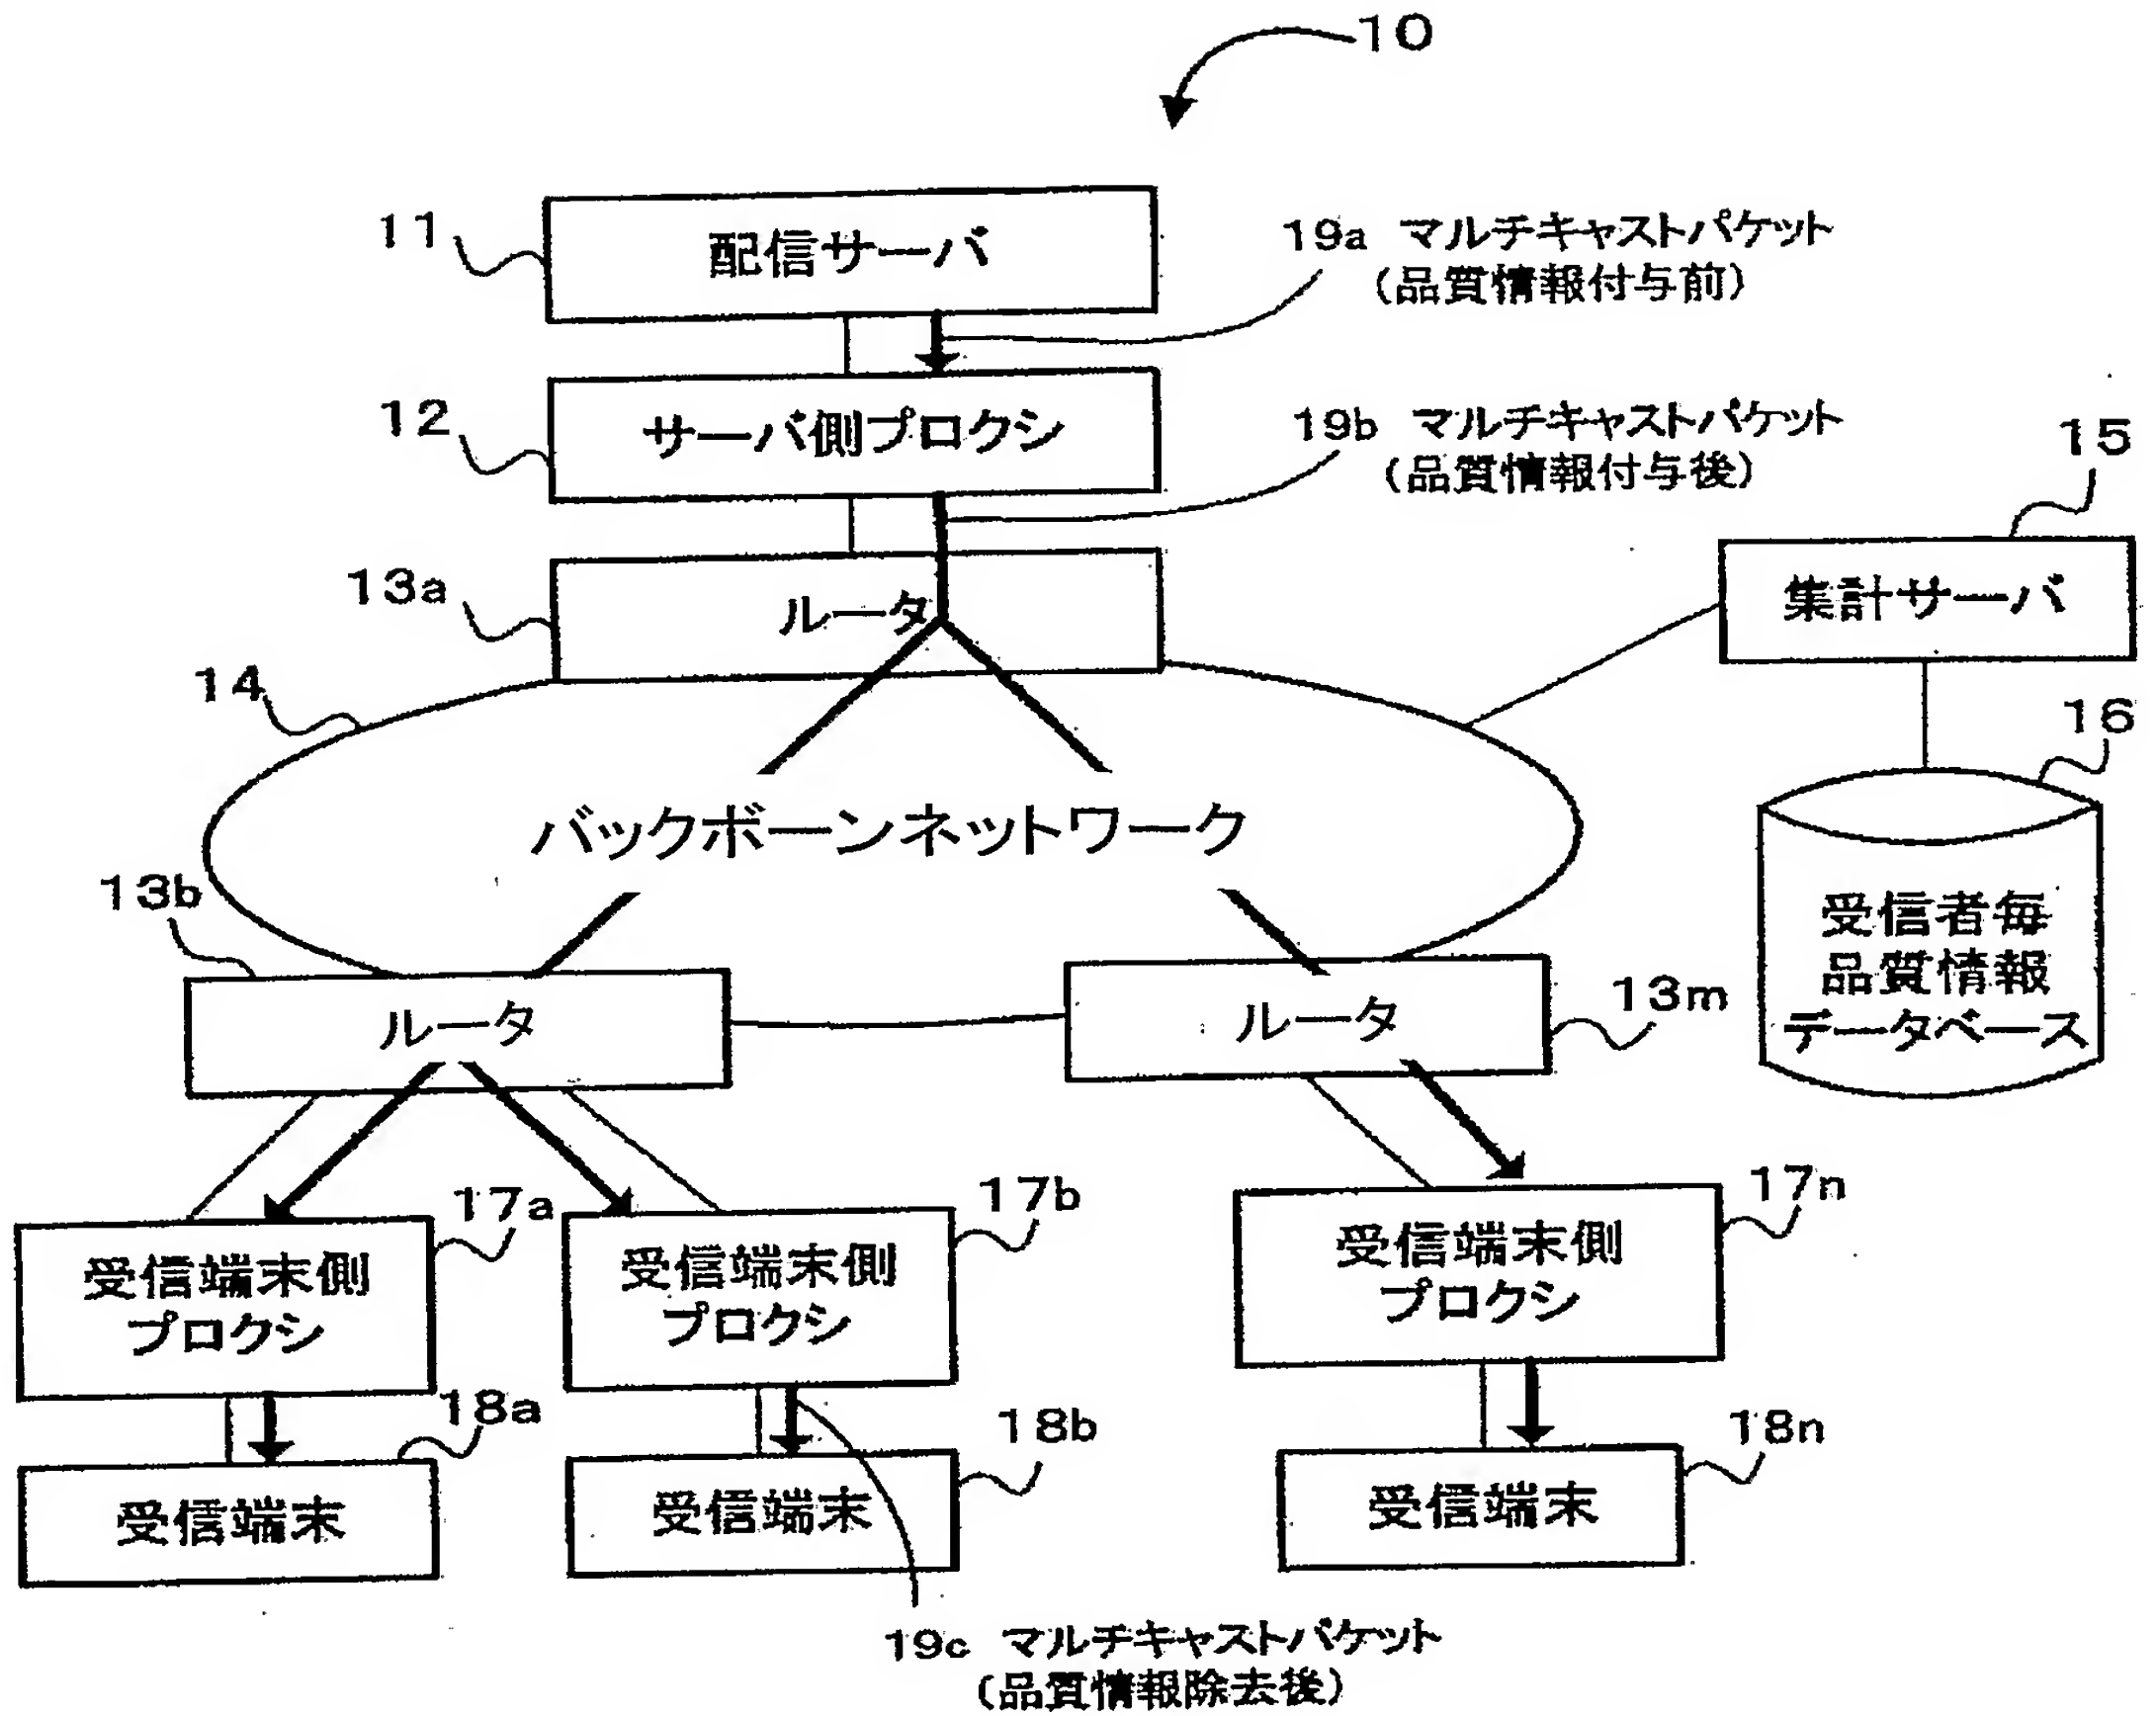 10
11
配信サーバ
19a マルチキャストパケット
(品質情報付与前)
12
サーバ側プロクシ
19b マルチキャストパケット
(品質情報付与後)
15
集計サーバ
13a
ルータ
14
16
バックボーンネットワーク
受信者毎
品質情報
データベース
13b
ルータ
ルータ
13m
17a
17b
17n
受信端末側
プロクシ
受信端末側
プロクシ
受信端末側
プロクシ
18a
18b
18n
受信端末
受信端末
受信端末
19c マルチキャストパケット
(品質情報除去後)